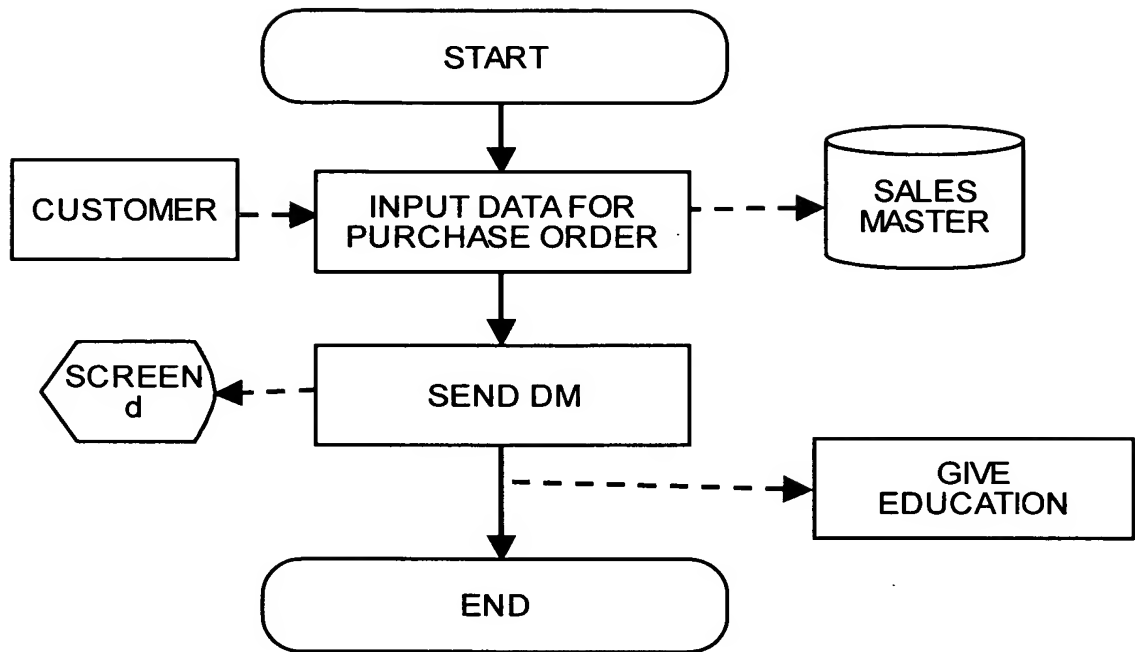 START
CUSTOMER
INPUT DATA FOR
PURCHASE ORDER
SALES
MASTER
SCREEN
d
SEND DM
GIVE
EDUCATION
END